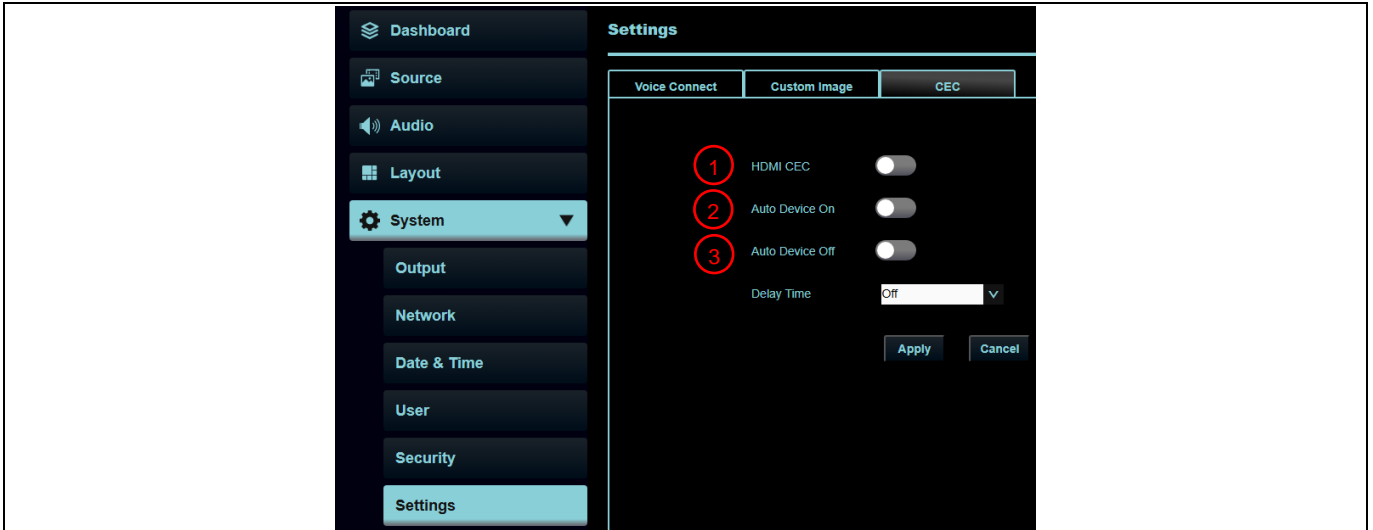 Dashboard
Source
Audio
Layout
System
Output
Network
Date & Time
User
Security
Settings
Settings
Voice Connect
Custom Image
CEC
1
HDMI CEC
2
Auto Device On
3
Auto Device Off
Delay Time
Off
Apply
Cancel